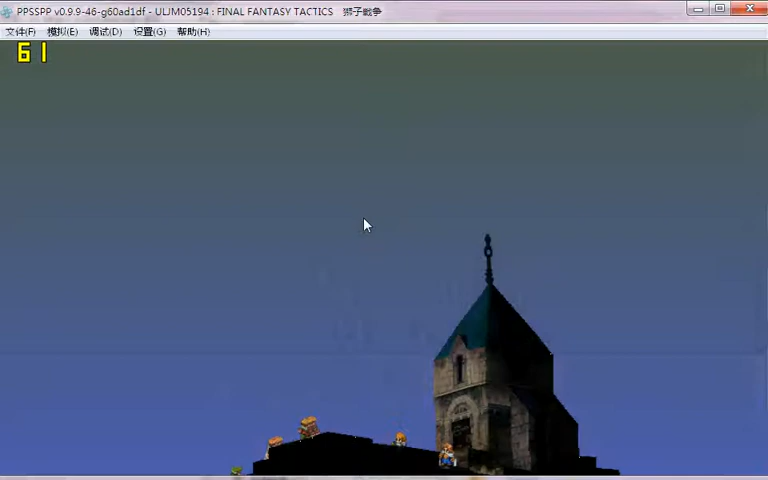 PPSSPP v0.9.9-46-g60ad1df - ULJM05194 : FINAL FANTASY TACTICS 獅子戦争
文件(F) 模拟(E) 调试(D) 设置(G) 帮助(H)
61